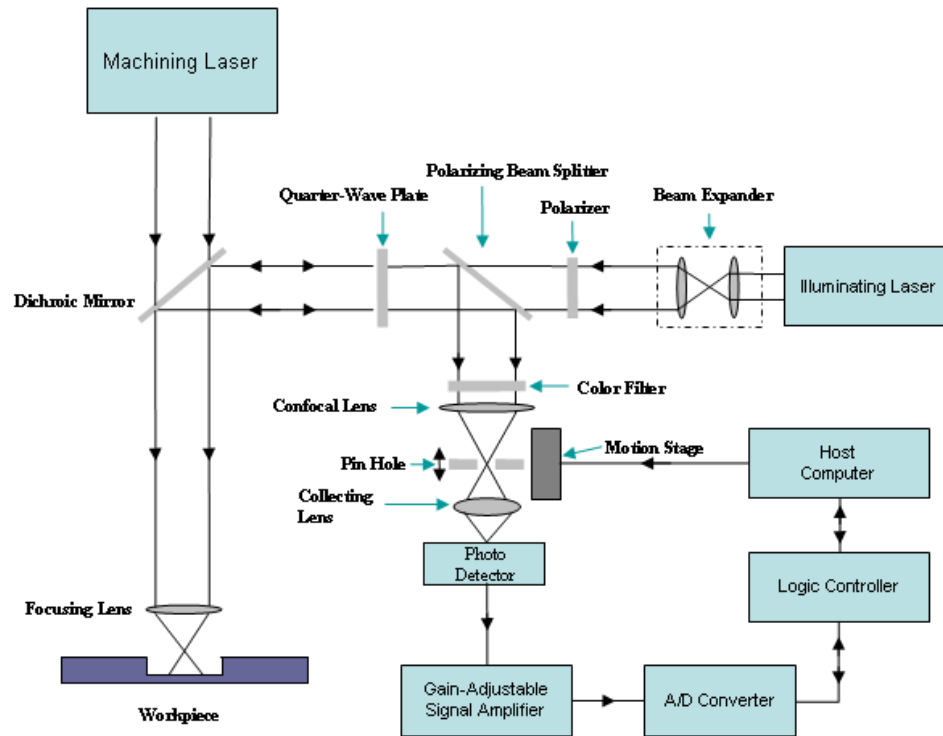 Machining Laser
Polarizing Beam Splitter
Quarter-Wave Plate
Polarizer
Beam Expander
Dichroic Mirror
Illuminating Laser
Color Filter
Confocal Lens
Pin Hole
Motion Stage
Host
Computer
Collecting
Lens
Photo
Detector
Logic Controller
Focusing Lens
Gain-Adjustable
Signal Amplifier
A/D Converter
Workpiece